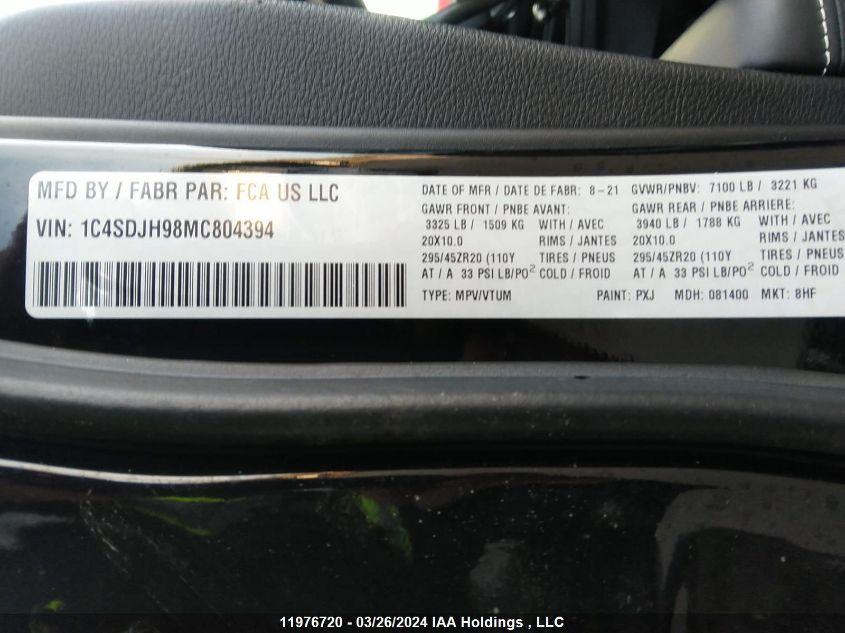 MFD BY / FABR PAR: FCA US LLC
VIN: 1C4SDJH98MC804394
DATE OF MFR / DATE DE FABR: 8-21 GVWR/PNBV: 7100 LB / 3221 KG
GAWR FRONT / PNBE AVANT: GAWR REAR / PNBE ARRIERE:
3325 LB / 1509 KG WITH / AVEC 3940 LB / 1788 KG WITH / AVEC
20X10.0 RIMS / JANTES 20X10.0 RIMS / JANTES
295/45ZR20 (110Y TIRES / PNEUS 295/45ZR20 (110Y TIRES / PNEUS
AT / A 33 PSI LB/PO² COLD / FROID AT / A 33 PSI LB/PO² COLD / FROID
TYPE: MPV/VTUM PAINT: PXJ MDH: 081400 MKT: 8HF
11976720 - 03/26/2024 IAA Holdings , LLC